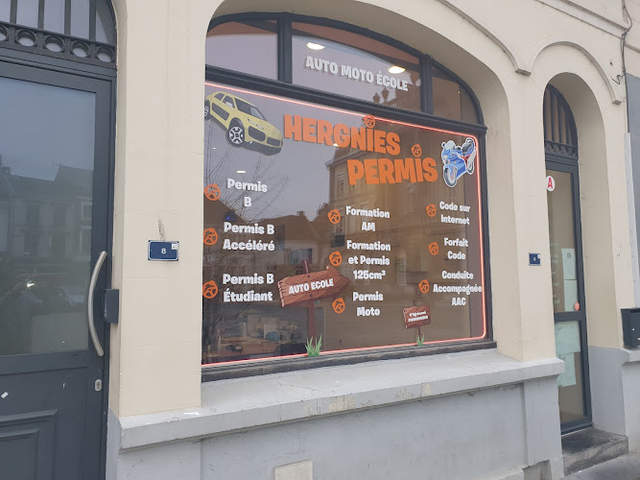 AUTO MOTO ÉCOLE
HERGNIES
PERMIS
Permis
B
Permis B
Accéléré
Permis B
Étudiant
Formation
AM
Formation
et Permis
125cm³
Permis
Moto
Code sur
Internet
Forfait
Code
Conduite
Accompagnée
AAC
AUTO ECOLE
8
A